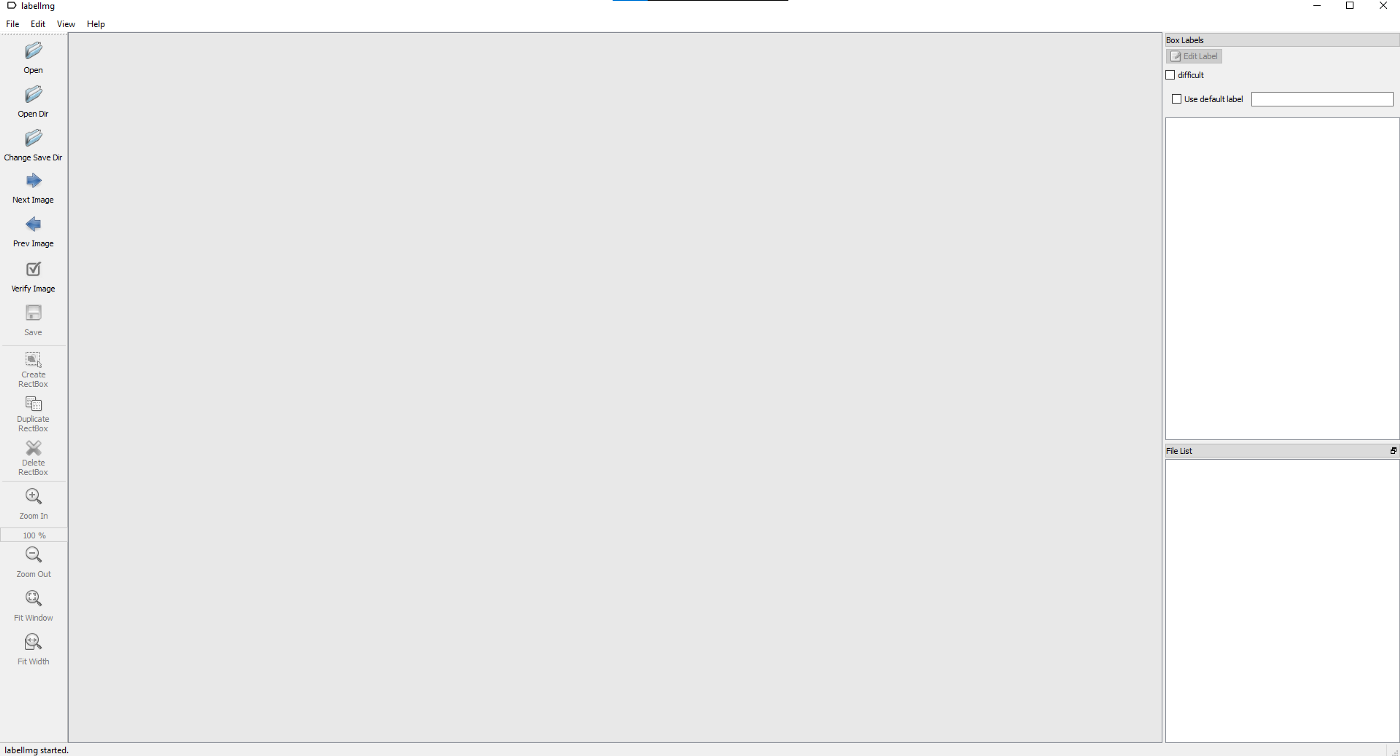 labelImg
File Edit View Help
Open
Open Dir
Change Save Dir
Next Image
Prev Image
Verify Image
Save
Create
RectBox
Duplicate
RectBox
Delete
RectBox
Zoom In
100 %
Zoom Out
Fit Window
Fit Width
Box Labels
Edit Label
difficult
Use default label
File List
labelImg started.